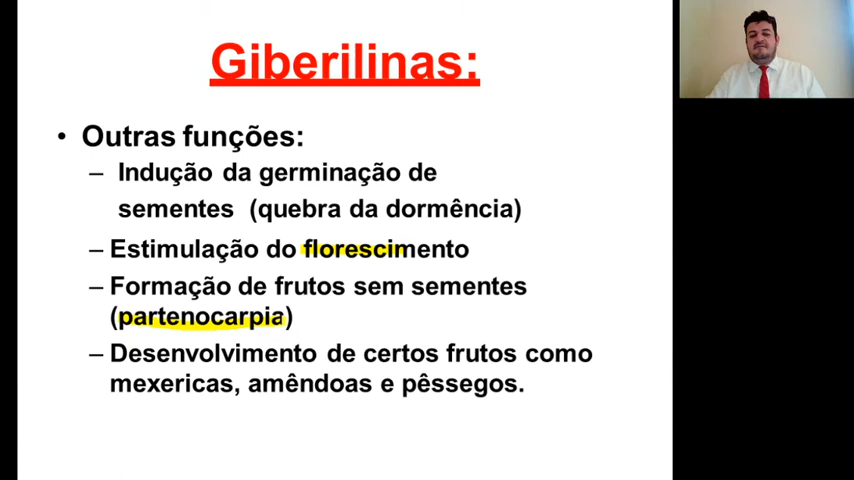 Giberilinas:
• Outras funções:
– Indução da germinação de
sementes (quebra da dormência)
– Estimulação do florescimento
– Formação de frutos sem sementes
(partenocarpia)
– Desenvolvimento de certos frutos como
mexericas, amêndoas e pêssegos.